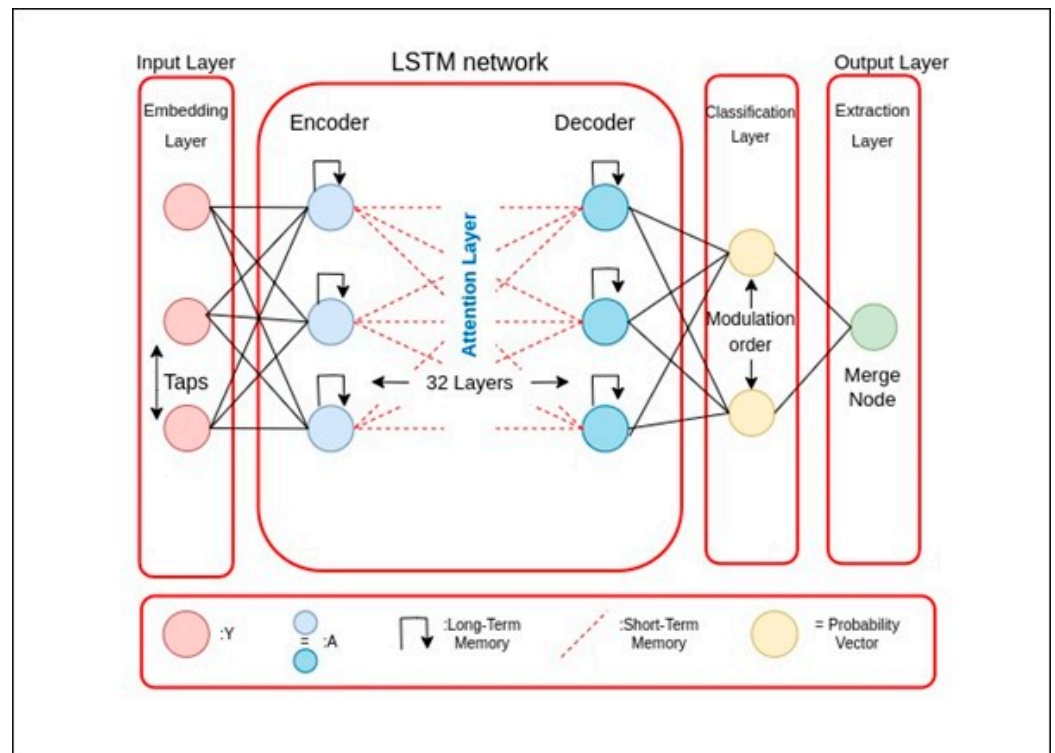 Input Layer
LSTM network
Output Layer
Embedding
Layer
Encoder
Decoder
Classification
Layer
Extraction
Layer
Attention Layer
Taps
32 Layers
Modulation
order
Merge
Node
:Y
= :A
:Long-Term
Memory
:Short-Term
Memory
= Probability
Vector